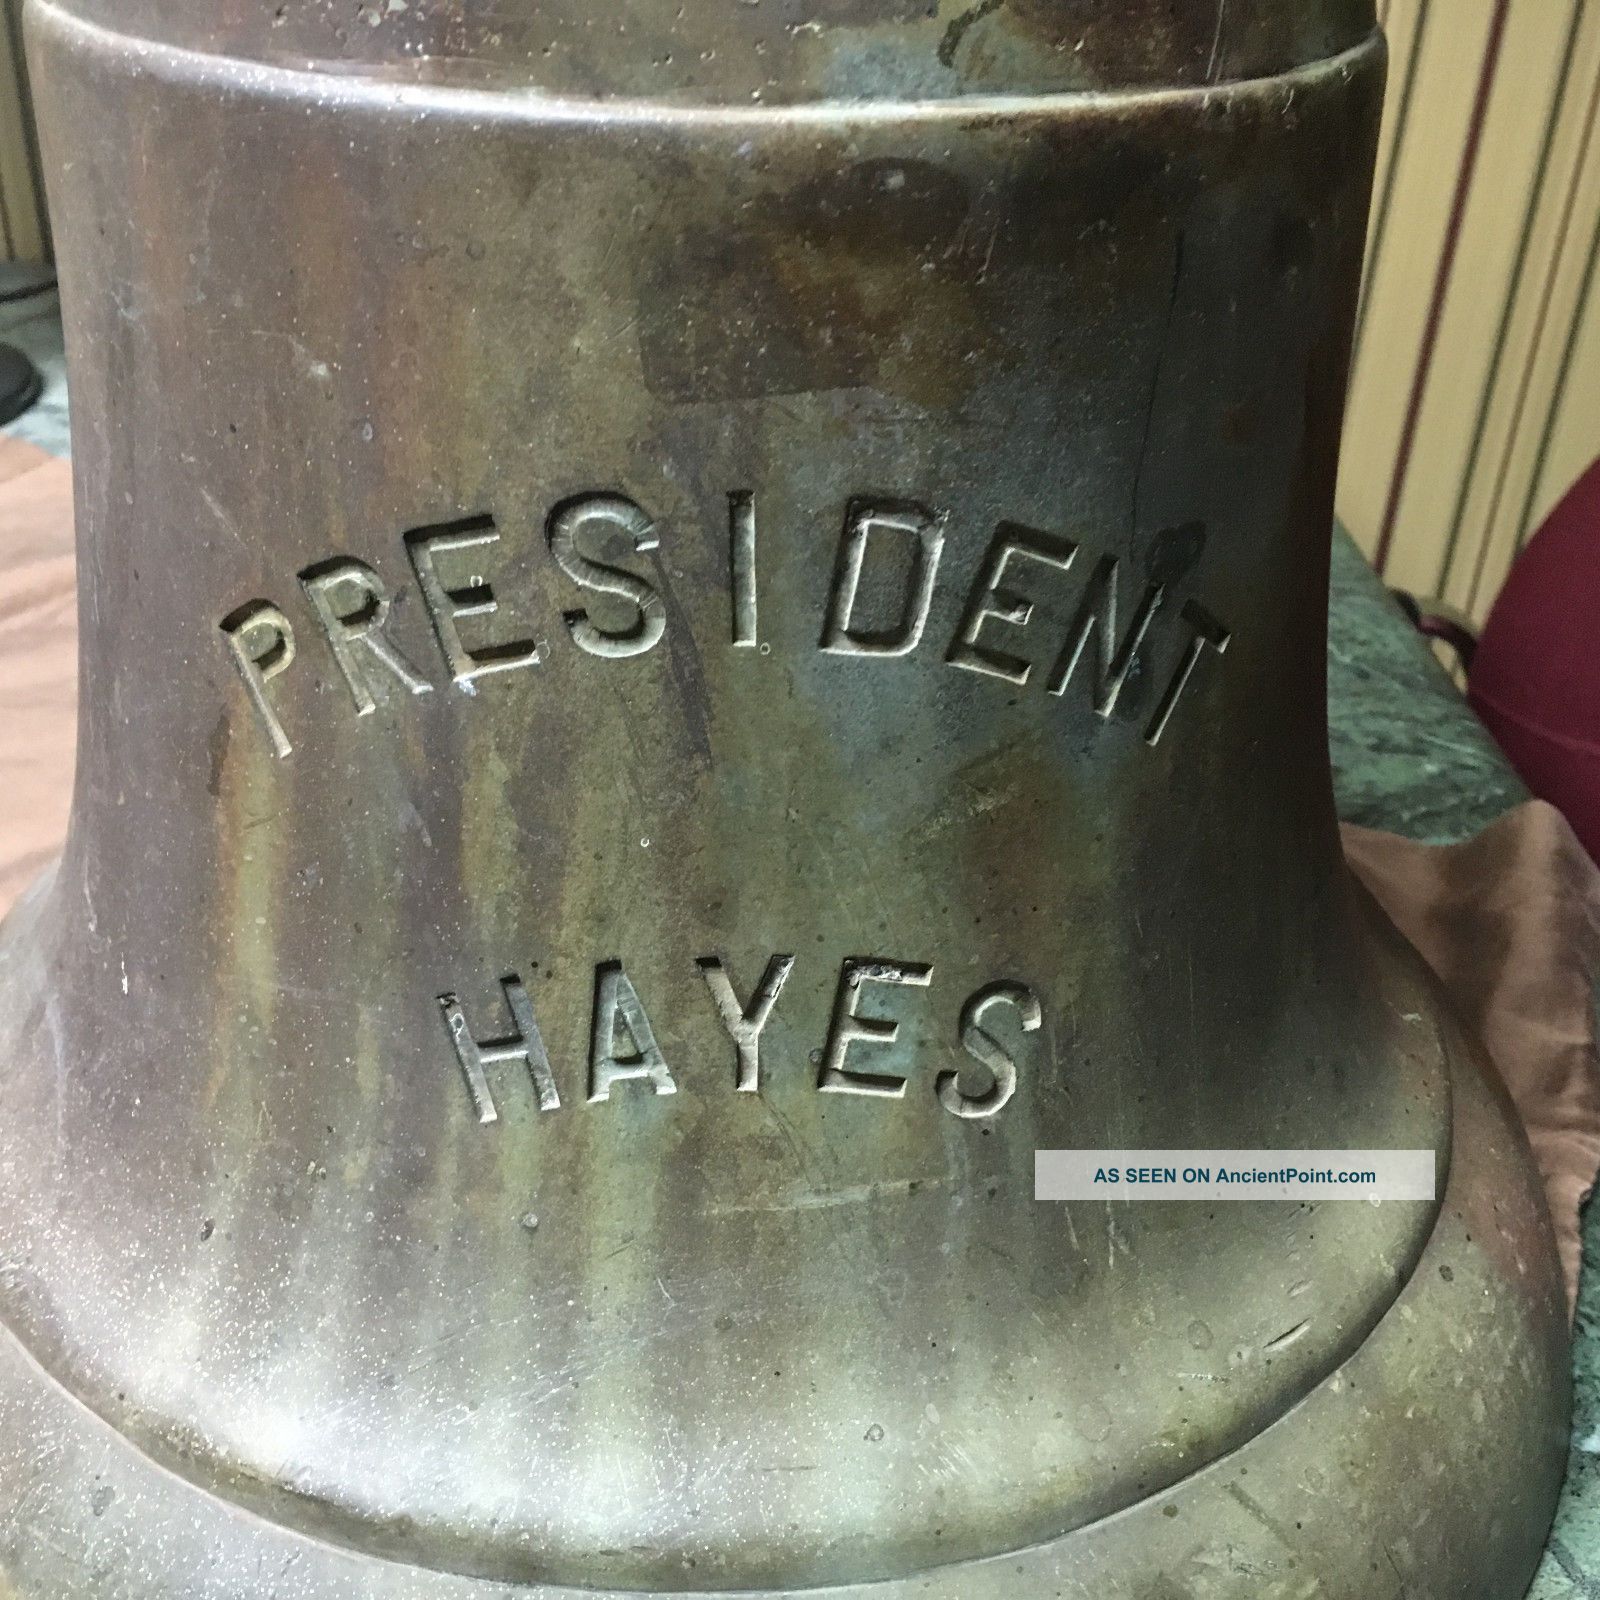 PRESIDENT
HAYES
AS SEEN ON AncientPoint.com